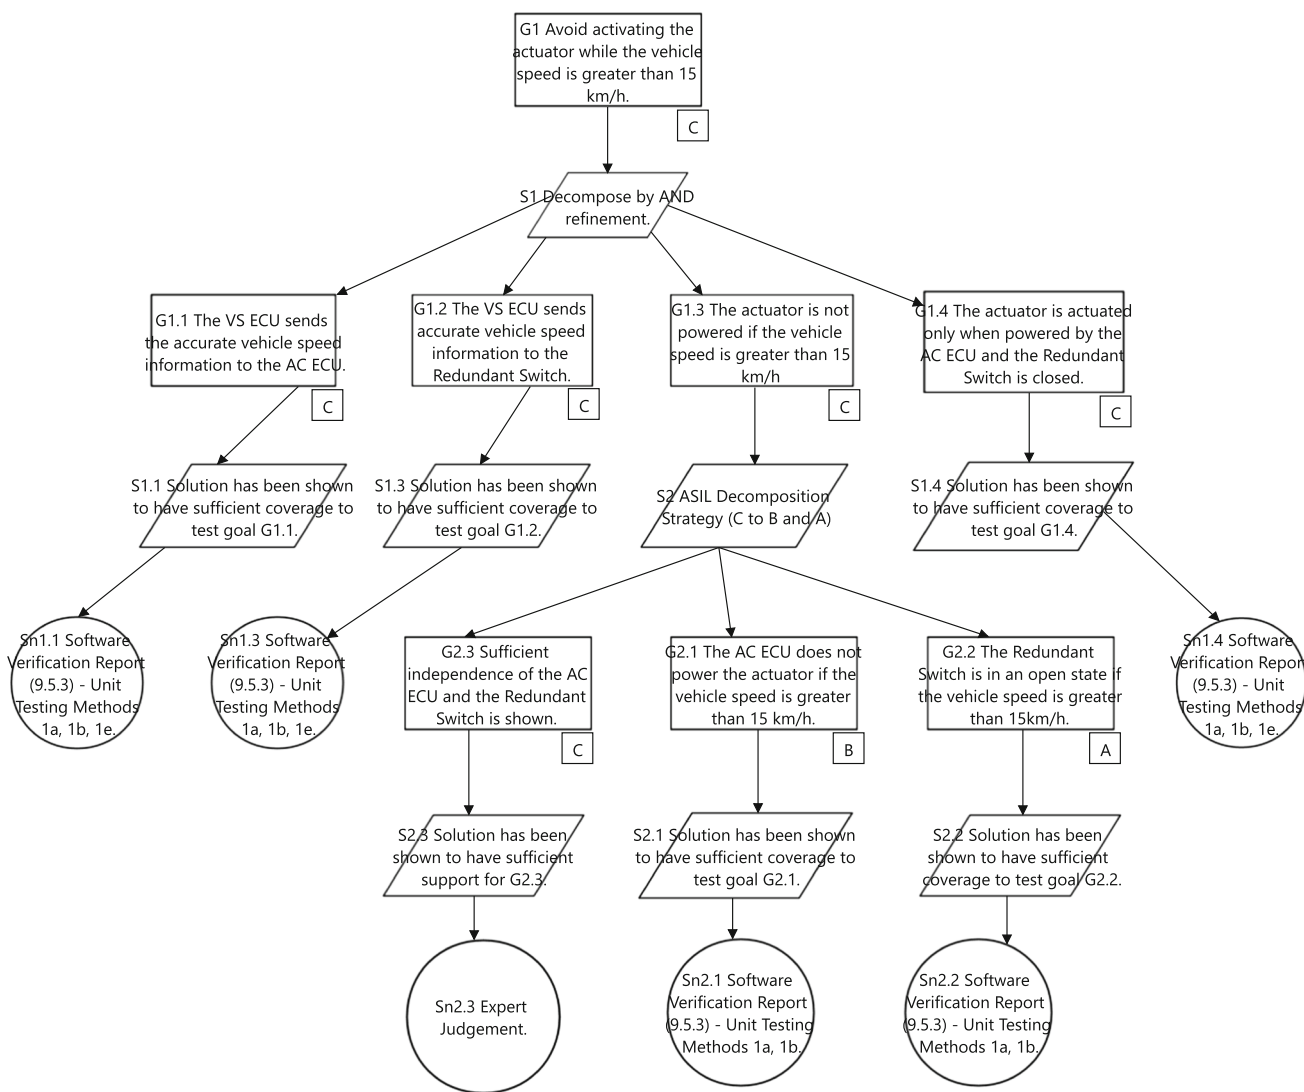 G1 Avoid activating the
actuator while the vehicle
speed is greater than 15
km/h.
C
S1 Decompose by AND
refinement.
G1.1 The VS ECU sends
the accurate vehicle speed
information to the AC ECU.
C
G1.2 The VS ECU sends
accurate vehicle speed
information to the
Redundant Switch.
C
G1.3 The actuator is not
powered if the vehicle
speed is greater than 15
km/h
C
G1.4 The actuator is actuated
only when powered by the
AC ECU and the Redundant
Switch is closed.
C
S1.1 Solution has been shown
to have sufficient coverage to
test goal G1.1.
S1.3 Solution has been shown
to have sufficient coverage to
test goal G1.2.
S2 ASIL Decomposition
Strategy (C to B and A)
S1.4 Solution has been shown
to have sufficient coverage to
test goal G1.4.
Sn1.1 Software
Verification Report
(9.5.3) - Unit
Testing Methods
1a, 1b, 1e.
Sn1.3 Software
Verification Report
(9.5.3) - Unit
Testing Methods
1a, 1b, 1e.
G2.3 Sufficient
independence of the AC
ECU and the Redundant
Switch is shown.
C
G2.1 The AC ECU does not
power the actuator if the
vehicle speed is greater
than 15 km/h.
B
G2.2 The Redundant
Switch is in an open state if
the vehicle speed is greater
than 15km/h.
A
Sn1.4 Software
Verification Report
(9.5.3) - Unit
Testing Methods
1a, 1b, 1e.
S2.3 Solution has been
shown to have sufficient
support for G2.3.
S2.1 Solution has been shown
to have sufficient coverage to
test goal G2.1.
S2.2 Solution has been
shown to have sufficient
coverage to test goal G2.2.
Sn2.3 Expert
Judgement.
Sn2.1 Software
Verification Report
(9.5.3) - Unit Testing
Methods 1a, 1b.
Sn2.2 Software
Verification Report
(9.5.3) - Unit Testing
Methods 1a, 1b.